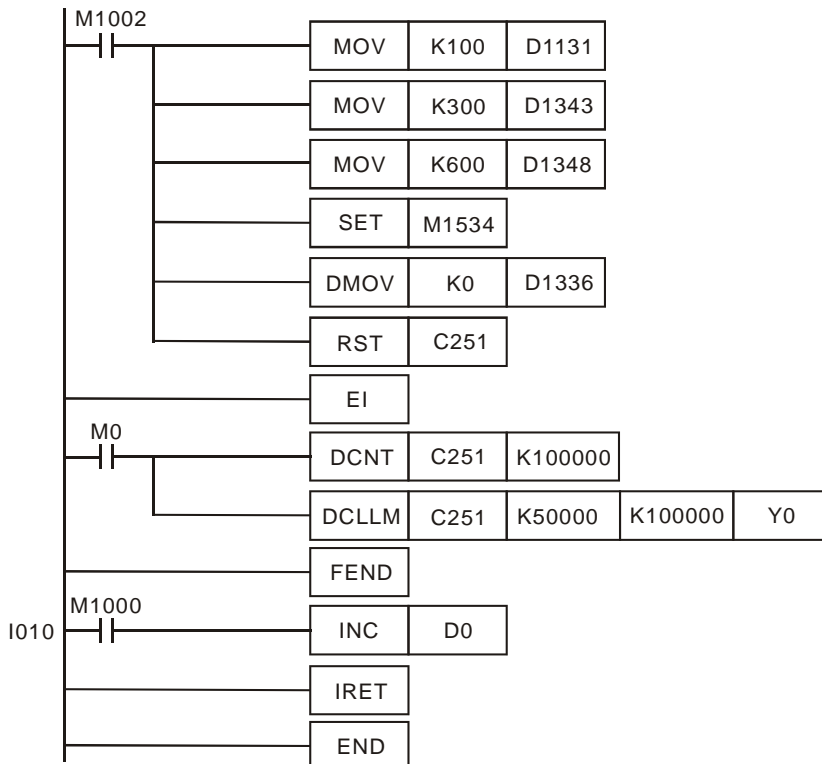 M1002
MOV K100 D1131
MOV K300 D1343
MOV K600 D1348
SET M1534
DMOV K0 D1336
RST C251
EI
M0
DCNT C251 K100000
DCLLM C251 K50000 K100000 Y0
FEND
M1000
I010 INC D0
IRET
END